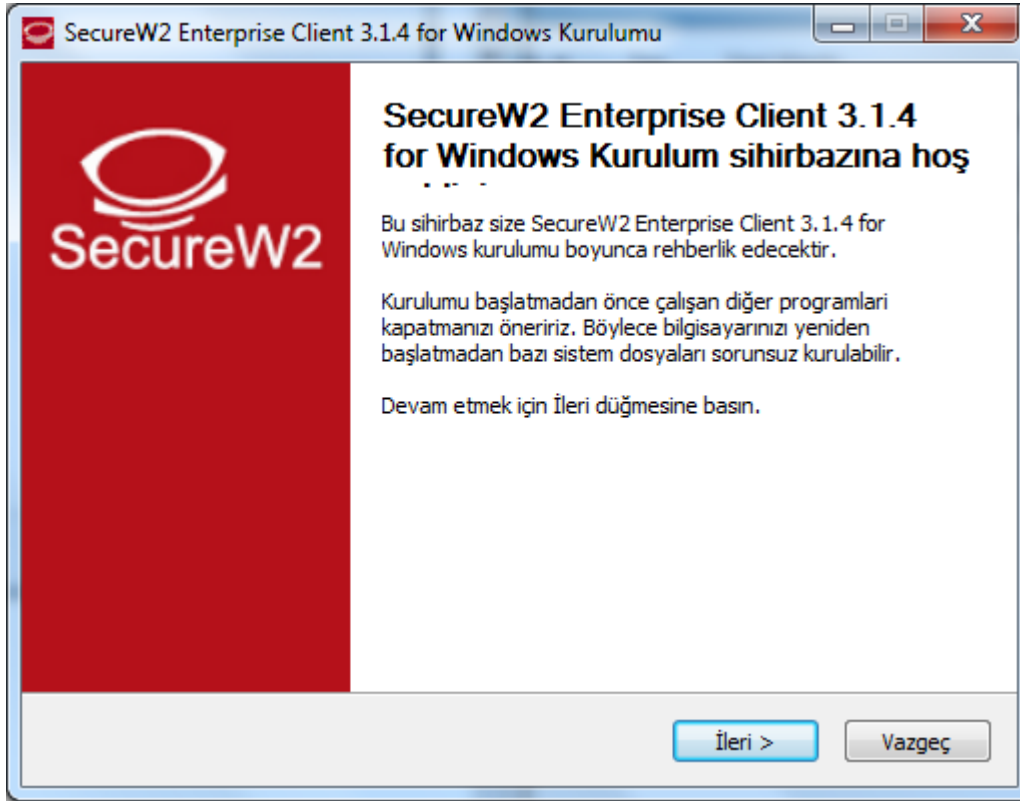 SecureW2 Enterprise Client 3.1.4 for Windows Kurulumu
SecureW2
SecureW2 Enterprise Client 3.1.4
for Windows Kurulum sihirbazına hoş
Bu sihirbaz size SecureW2 Enterprise Client 3.1.4 for
Windows kurulumu boyunca rehberlik edecektir.
Kurulumu başlatmadan önce çalışan diğer programlari
kapatmanızı öneririz. Böylece bilgisayarınızı yeniden
başlatmadan bazı sistem dosyaları sorunsuz kurulabilir.
Devam etmek için İleri düğmesine basın.
İleri >
Vazgeç